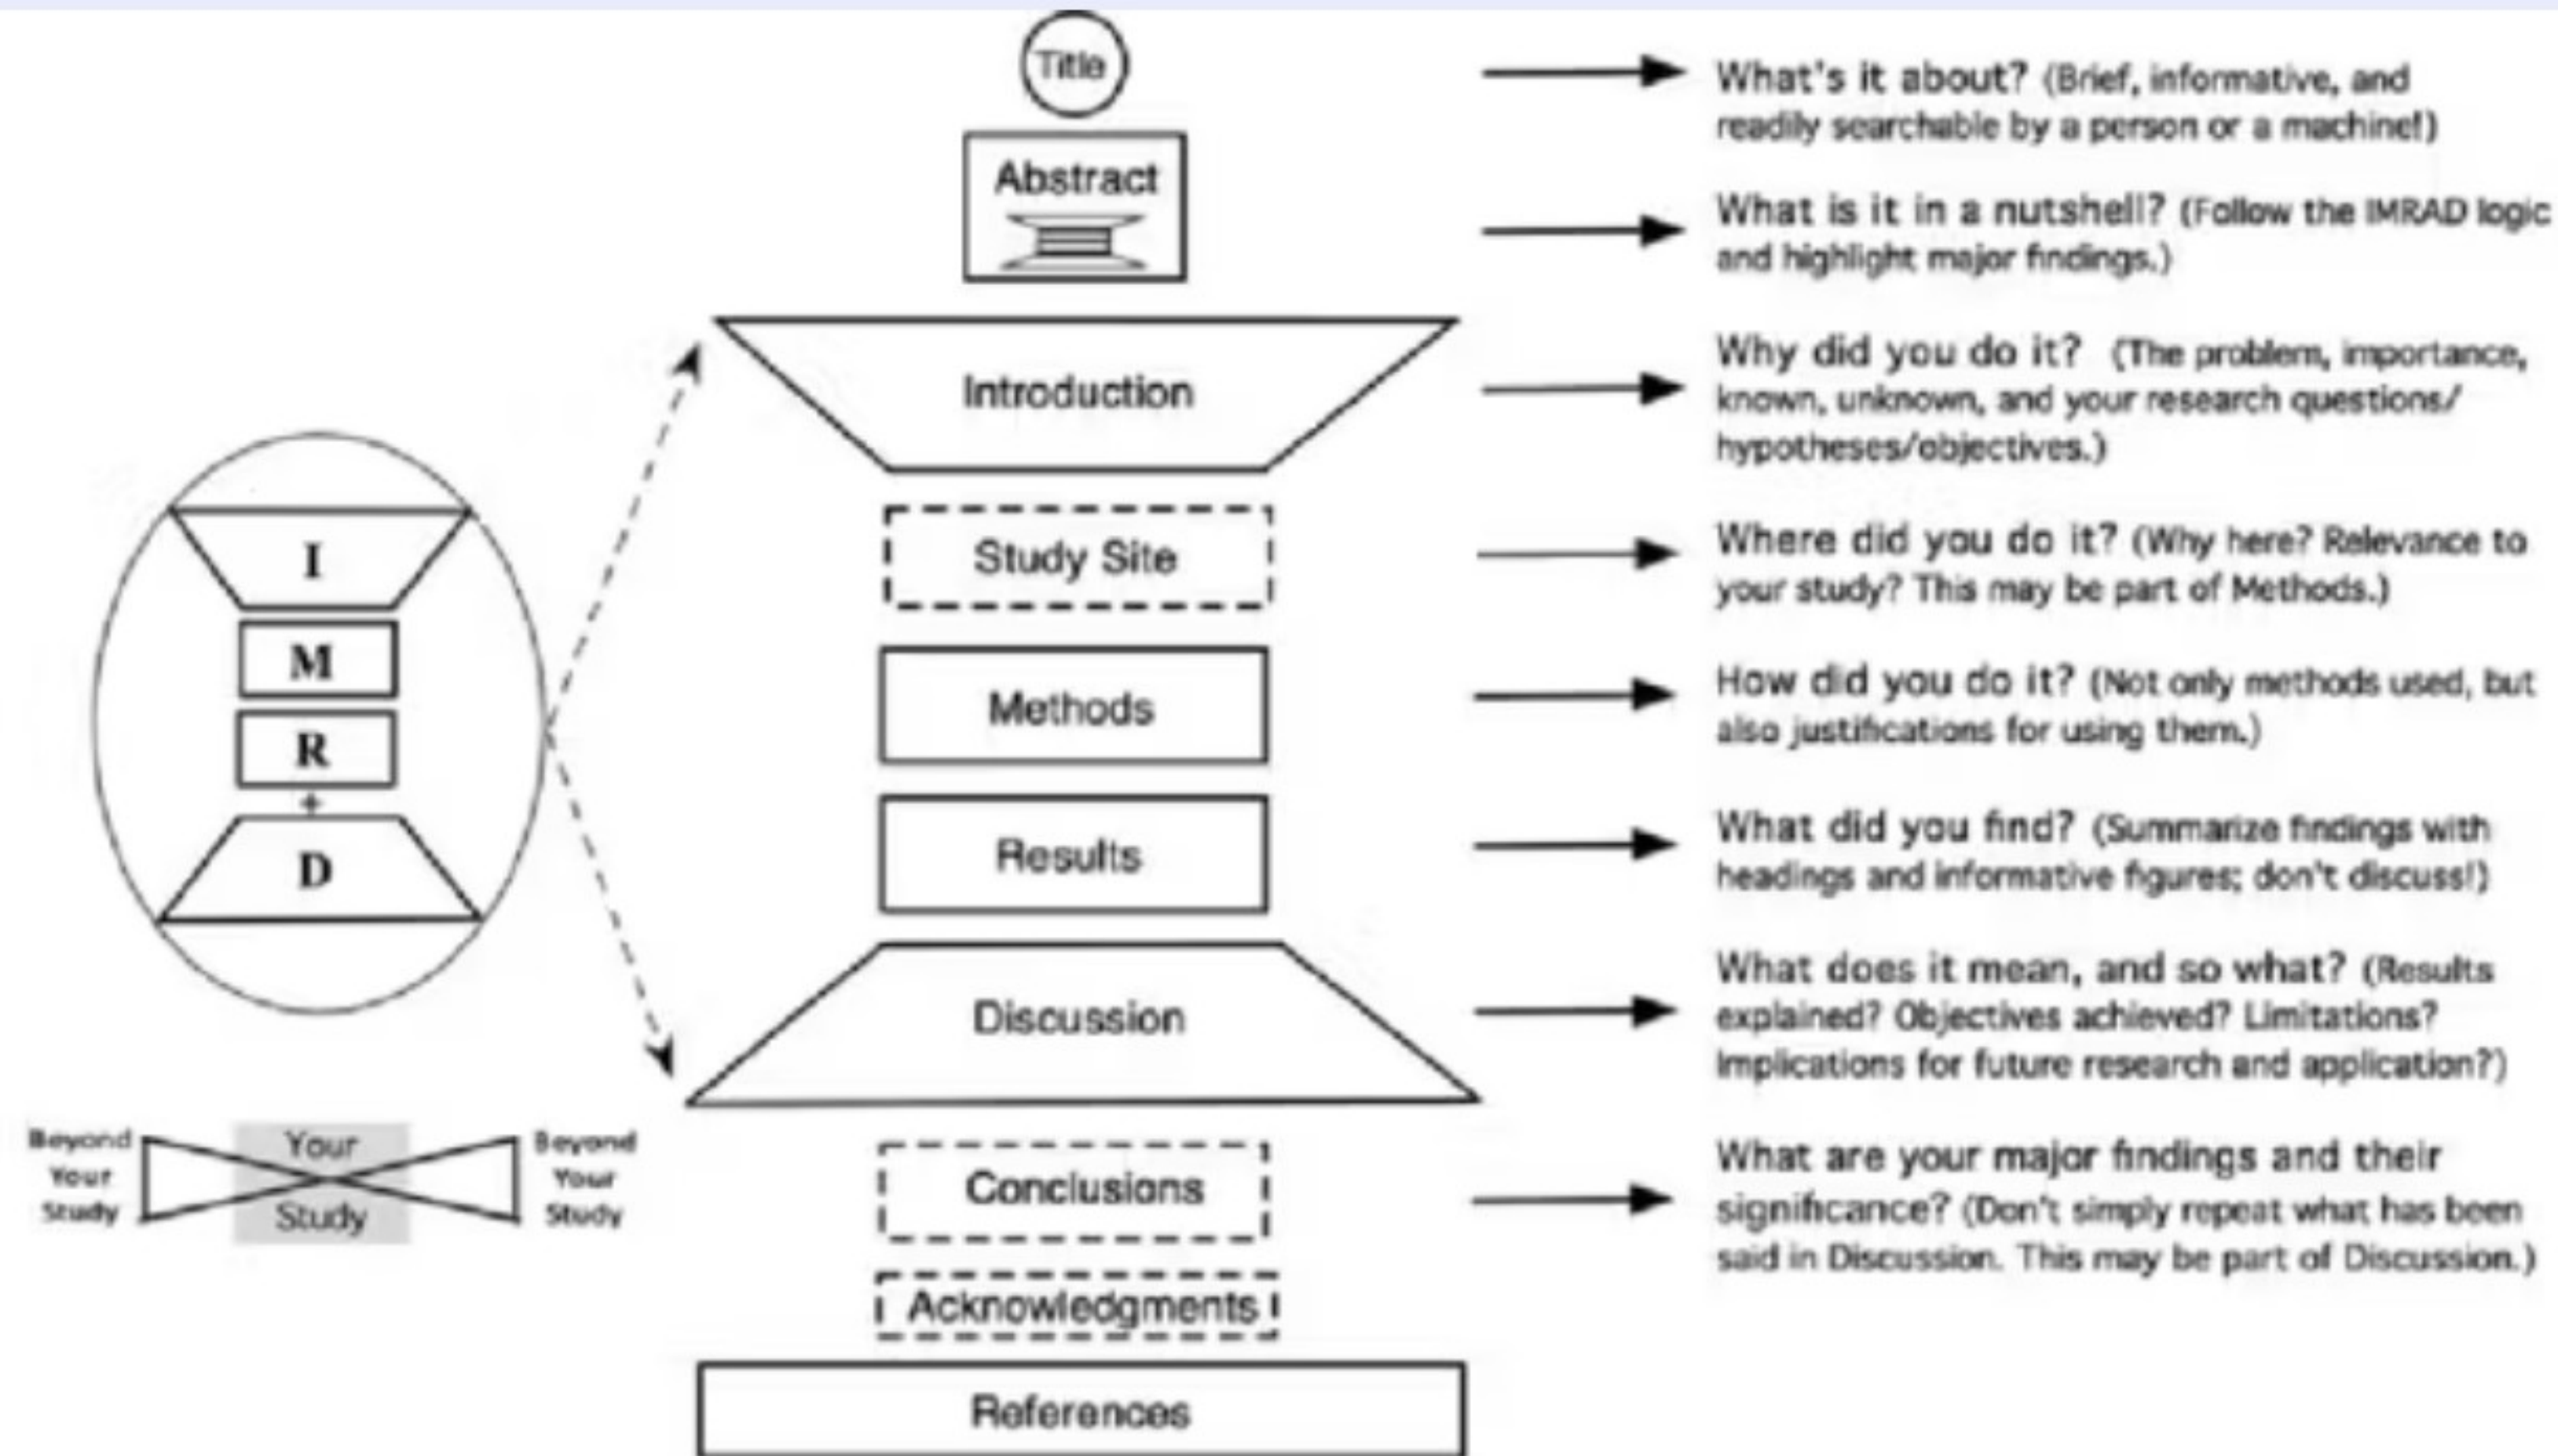 Title
What's it about? (Brief, informative, and
readily searchable by a person or a machine!)
Abstract
What is it in a nutshell? (Follow the IMRAD logic
and highlight major findings.)
Introduction
Why did you do it? (The problem, importance,
known, unknown, and your research questions/
hypotheses/objectives.)
Study Site
Where did you do it? (Why here? Relevance to
your study? This may be part of Methods.)
Methods
How did you do it? (Not only methods used, but
also justifications for using them.)
Results
What did you find? (Summarize findings with
headings and informative figures; don't discuss!)
Discussion
What does it mean, and so what? (Results
explained? Objectives achieved? Limitations?
Implications for future research and application?)
Conclusions
What are your major findings and their
significance? (Don't simply repeat what has been
said in Discussion. This may be part of Discussion.)
Acknowledgments
References
I
M
R
+
D
Beyond
Your
Study
Your
Study
Beyond
Your
Study